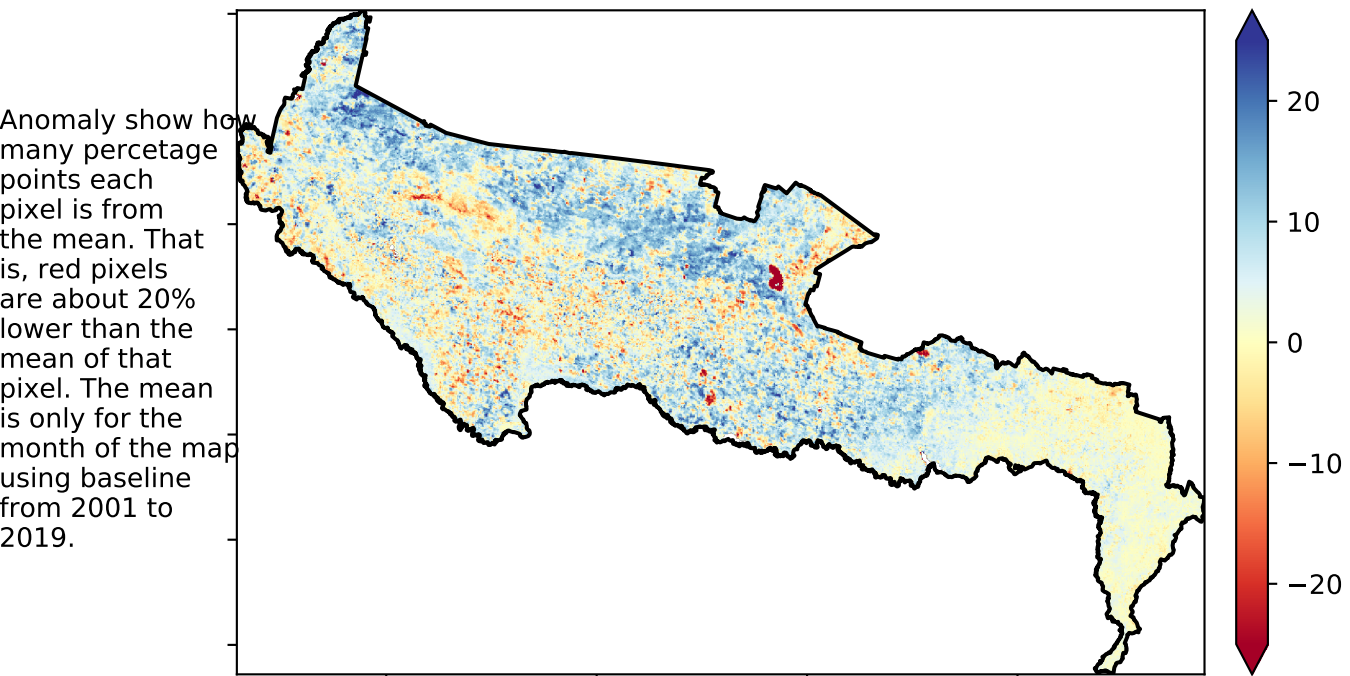 Anomaly show how
many percetage
points each
pixel is from
the mean. That
is, red pixels
are about 20%
lower than the
mean of that
pixel. The mean
is only for the
month of the map
using baseline
from 2001 to
2019.
20
10
0
−10
−20